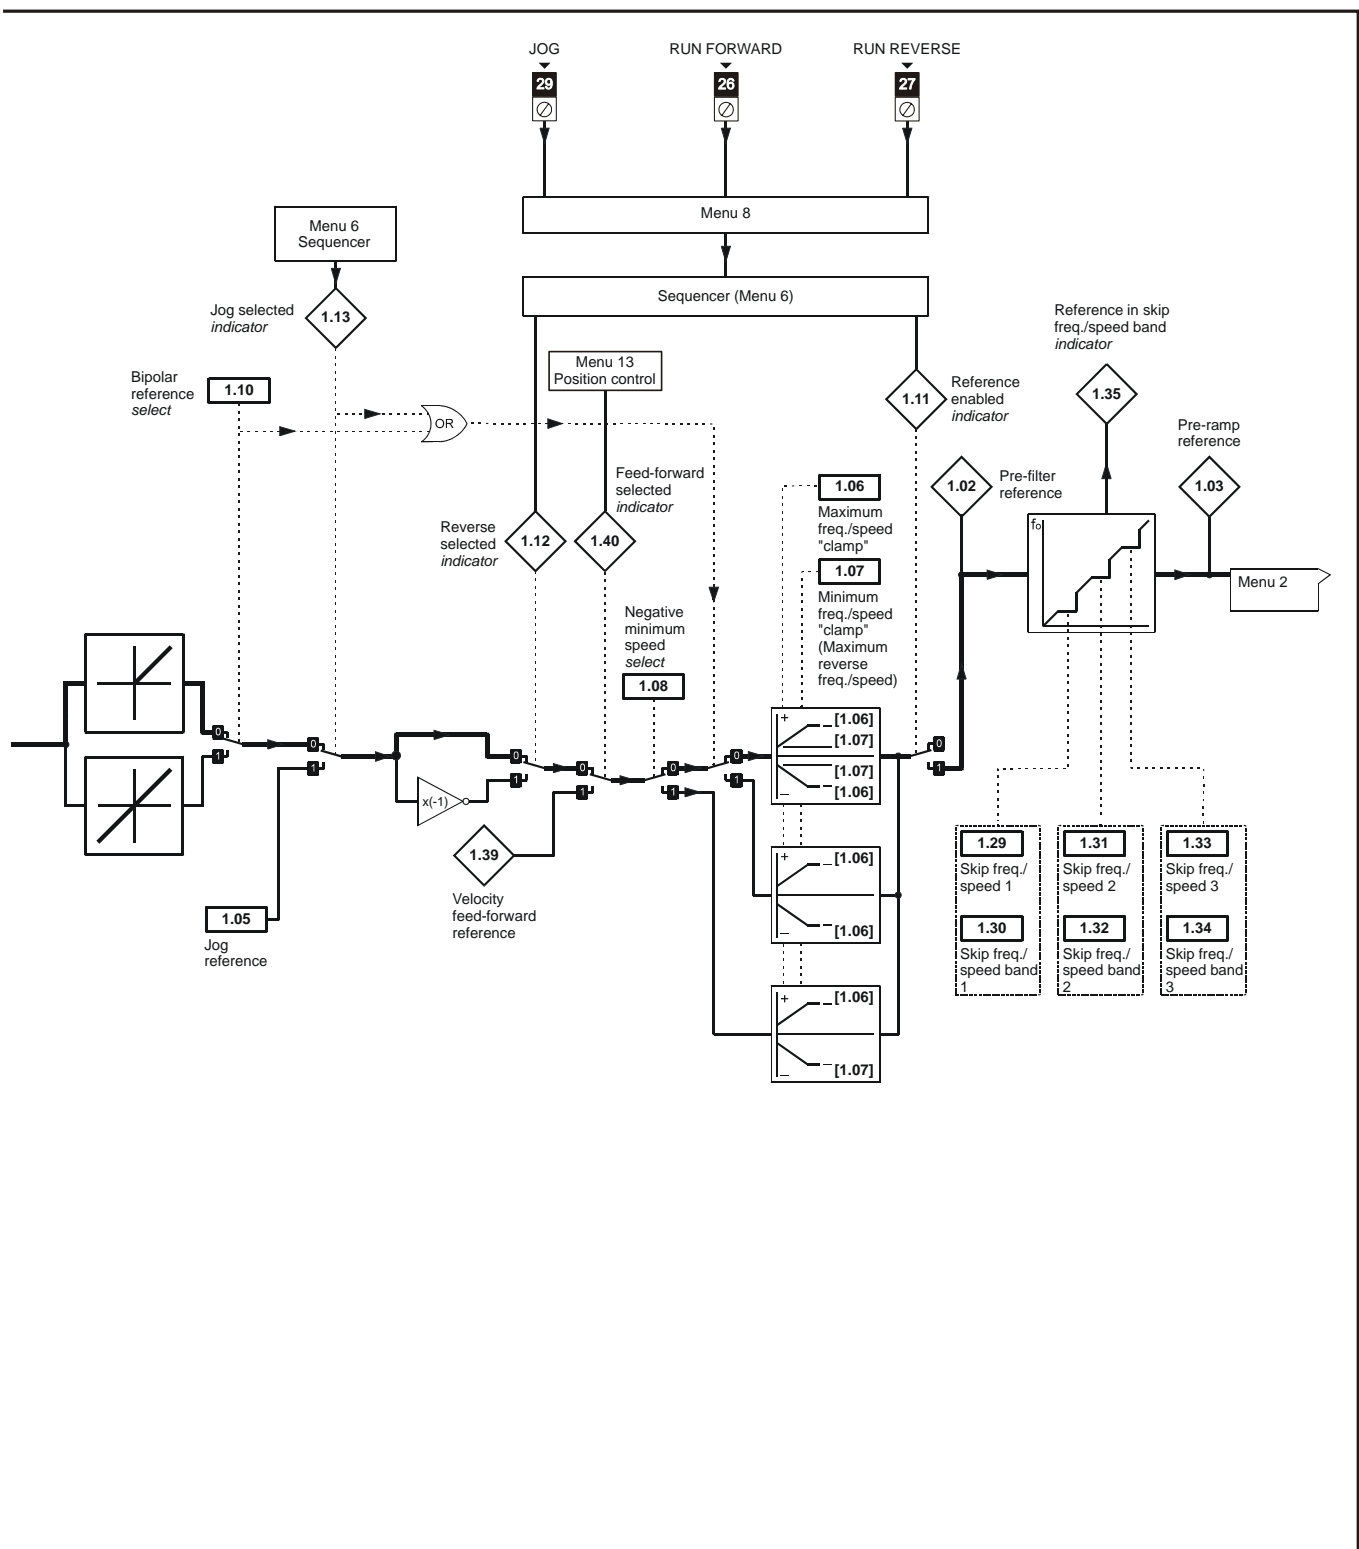 JOG
RUN FORWARD
RUN REVERSE
29
26
27
Menu 8
Menu 6
Sequencer
Sequencer (Menu 6)
Jog selected
indicator
1.13
Reference in skip
freq./speed band
indicator
1.35
Menu 13
Position control
Bipolar
reference
select
1.10
OR
1.11
Reference
enabled
indicator
Pre-ramp
reference
1.03
Feed-forward
selected
indicator
1.40
Reverse
selected
indicator
1.12
1.06
Maximum
freq./speed
"clamp"
1.07
Minimum
freq./speed
"clamp"
(Maximum
reverse
freq./speed)
1.02
Pre-filter
reference
fo
Menu 2
Negative
minimum
speed
select
1.08
0
1
0
1
0
1
0
1
0
1
0
1
0
1
x(-1)
+
[1.06]
[1.07]
[1.07]
[1.06]
–
+
[1.06]
[1.06]
–
+
[1.06]
[1.07]
–
1.39
Velocity
feed-forward
reference
1.05
Jog
reference
1.29
Skip freq./
speed 1
1.30
Skip freq./
speed band
1
1.31
Skip freq./
speed 2
1.32
Skip freq./
speed band
2
1.33
Skip freq./
speed 3
1.34
Skip freq./
speed band
3